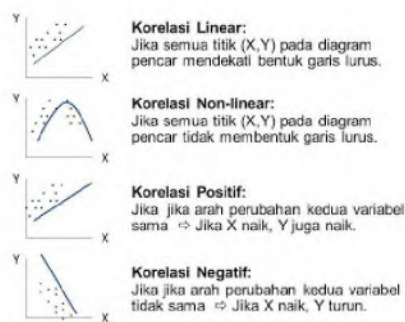 Y
X
Korelasi Linear:
Jika semua titik (X,Y) pada diagram
pencar mendekati bentuk garis lurus.
Y
X
Korelasi Non-linear:
Jika semua titik (X,Y) pada diagram
pencar tidak membentuk garis lurus.
Y
X
Korelasi Positif:
Jika jika arah perubahan kedua variabel
sama ⇨ Jika X naik, Y juga naik.
Y
X
Korelasi Negatif:
Jika jika arah perubahan kedua variabel
tidak sama ⇨ Jika X naik, Y turun.